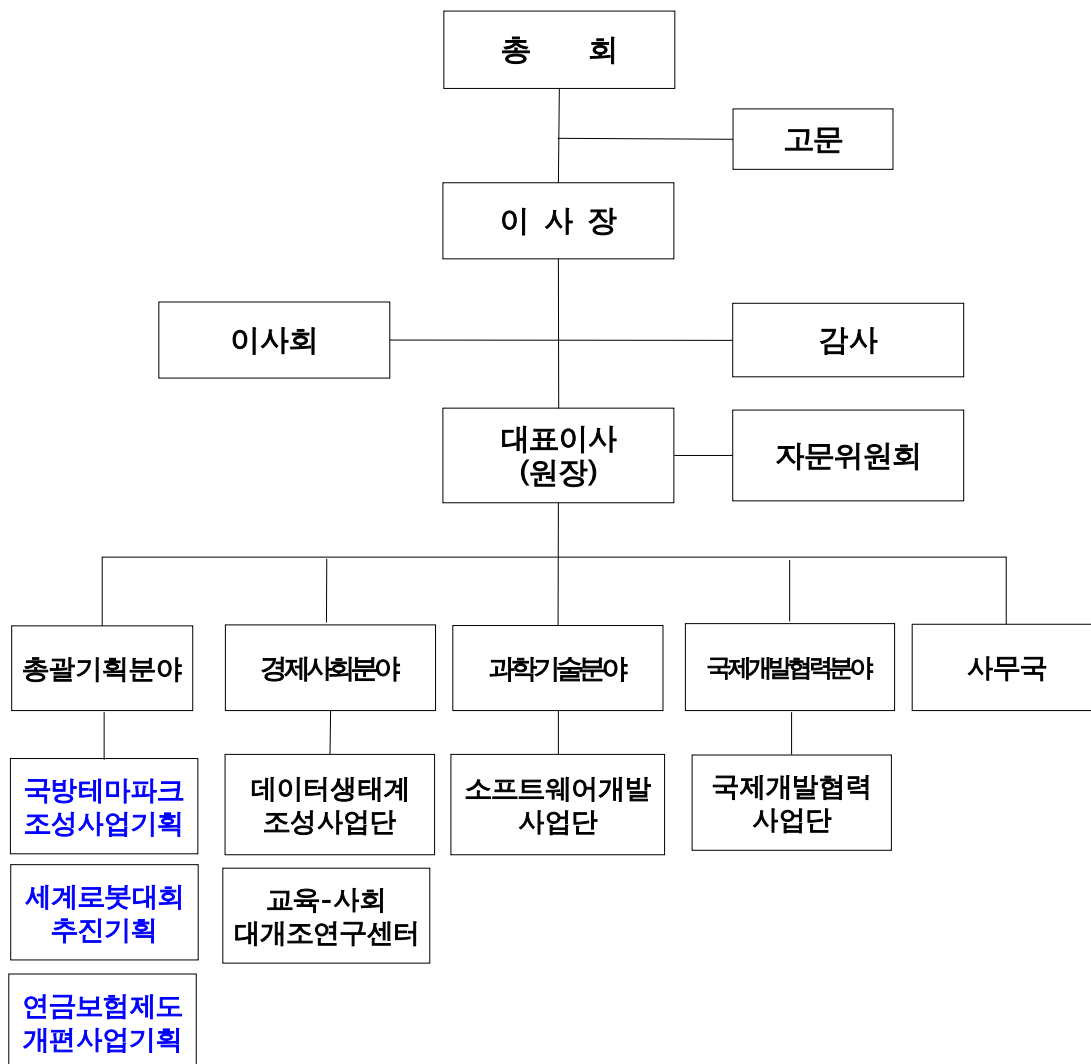 총 회
고문
이 사 장
이사회
감사
대표이사
(원장)
자문위원회
총괄기획분야
경제사회분야
과학기술분야
국제개발협력분야
사무국
국방테마파크
조성사업기획
데이터생태계
조성사업단
소프트웨어개발
사업단
국제개발협력
사업단
세계로봇대회
추진기획
교육-사회
대개조연구센터
연금보험제도
개편사업기획